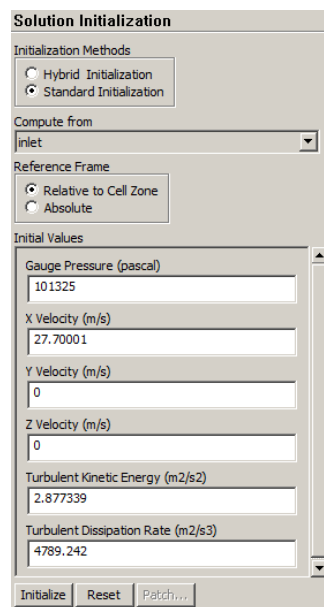 Solution Initialization
Initialization Methods
Hybrid Initialization
Standard Initialization
Compute from
inlet
Reference Frame
Relative to Cell Zone
Absolute
Initial Values
Gauge Pressure (pascal)
101325
X Velocity (m/s)
27.70001
Y Velocity (m/s)
0
Z Velocity (m/s)
0
Turbulent Kinetic Energy (m2/s2)
2.877339
Turbulent Dissipation Rate (m2/s3)
4789.242
Initialize Reset Patch...